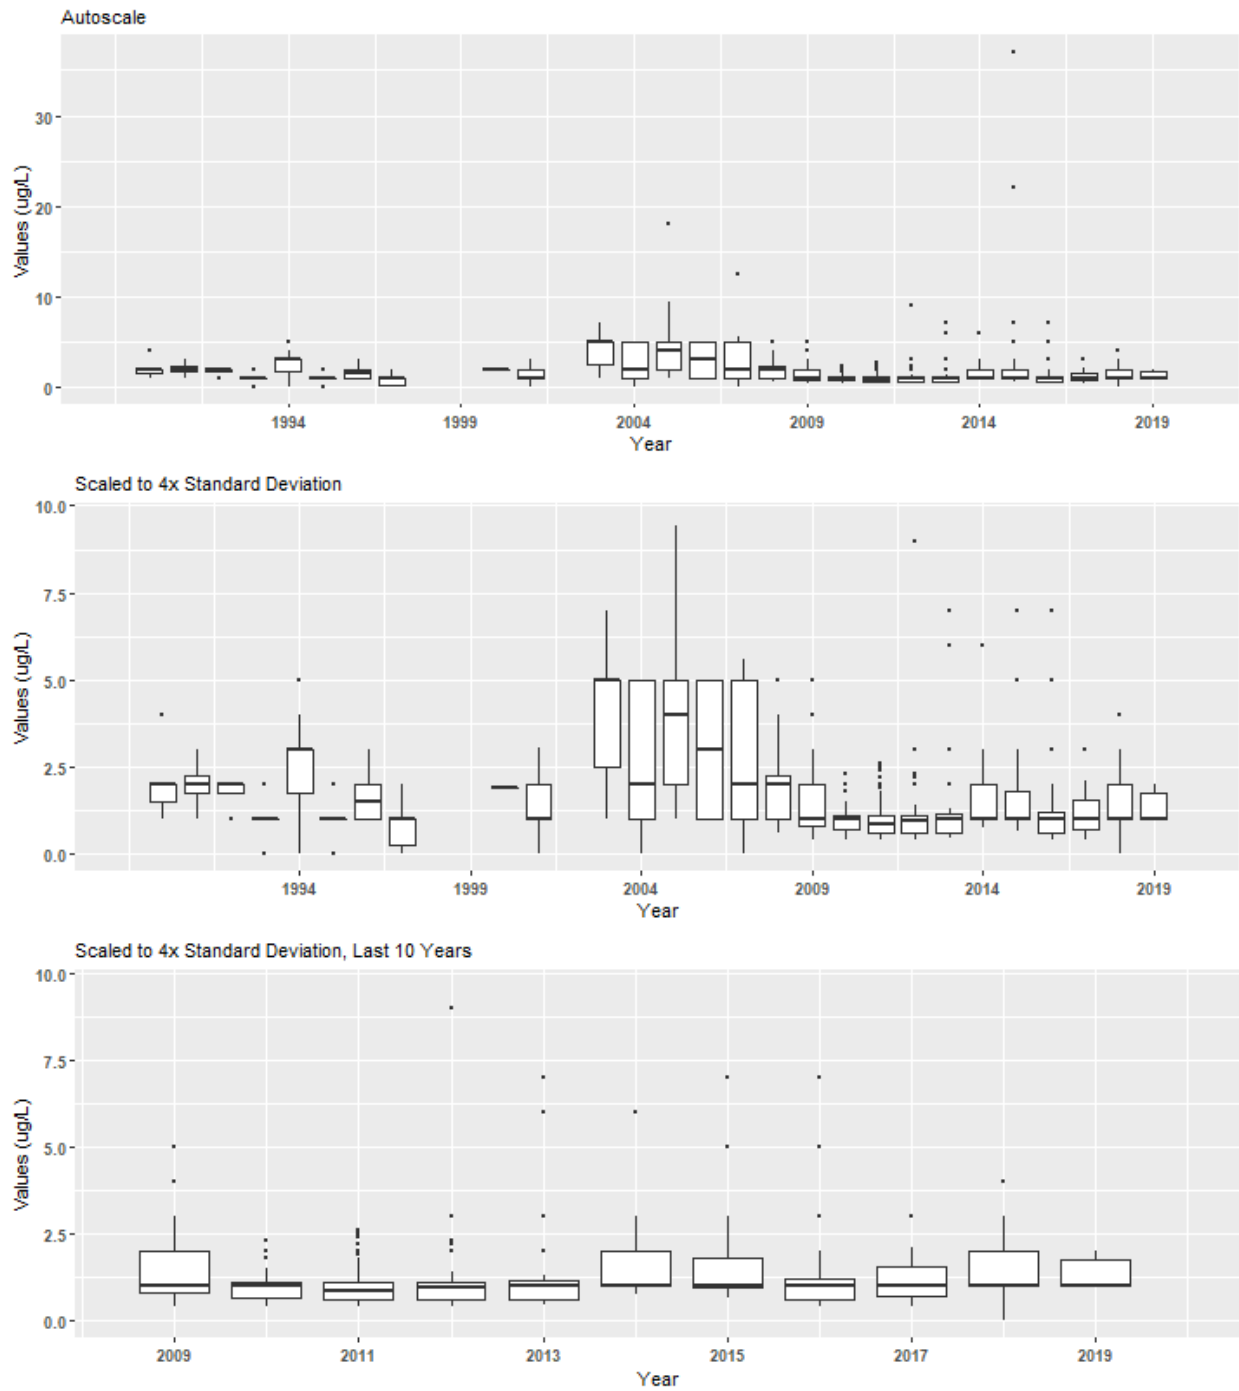 Autoscale
30
20
10
0
Values (ug/L)
1994 1999 2004 2009 2014 2019
Year
Scaled to 4x Standard Deviation
10.0
7.5
5.0
2.5
0.0
Values (ug/L)
1994 1999 2004 2009 2014 2019
Year
Scaled to 4x Standard Deviation, Last 10 Years
10.0
7.5
5.0
2.5
0.0
Values (ug/L)
2009 2011 2013 2015 2017 2019
Year